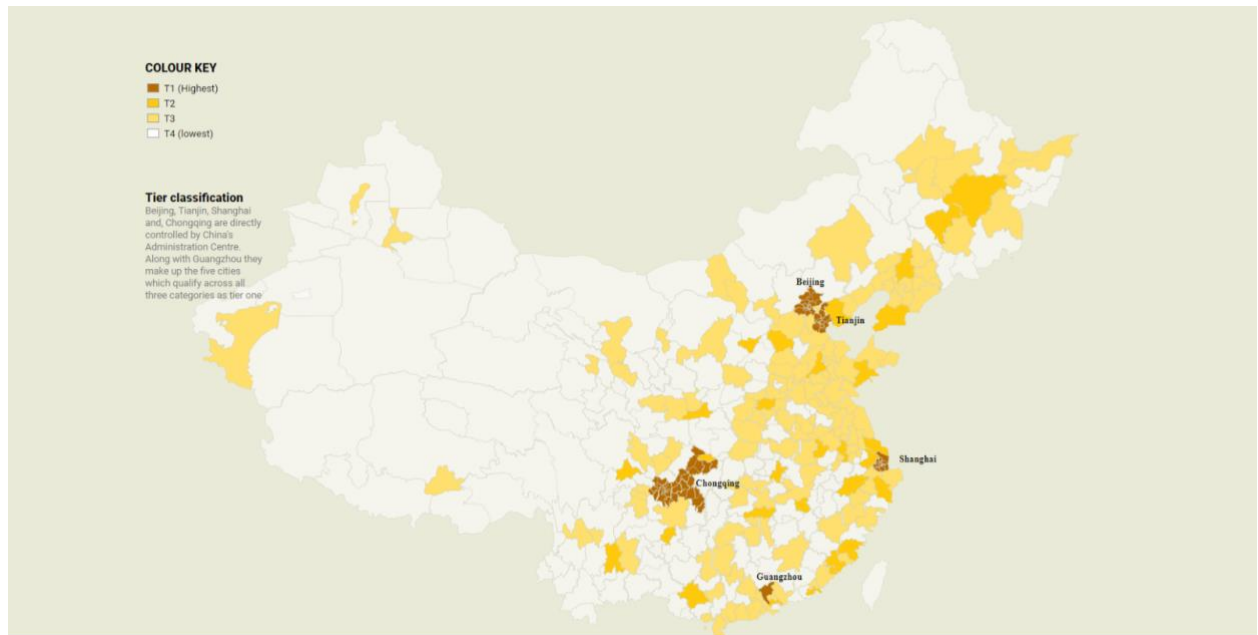 COLOUR KEY
T1 (Highest)
T2
T3
T4 (lowest)
Tier classification
Beijing, Tianjin, Shanghai
and, Chongqing are directly
controlled by China's
Administration Centre.
Along with Guangzhou they
make up the five cities
which qualify across all
three categories as tier one
Beijing
Tianjin
Shanghai
Chongqing
Guangzhou